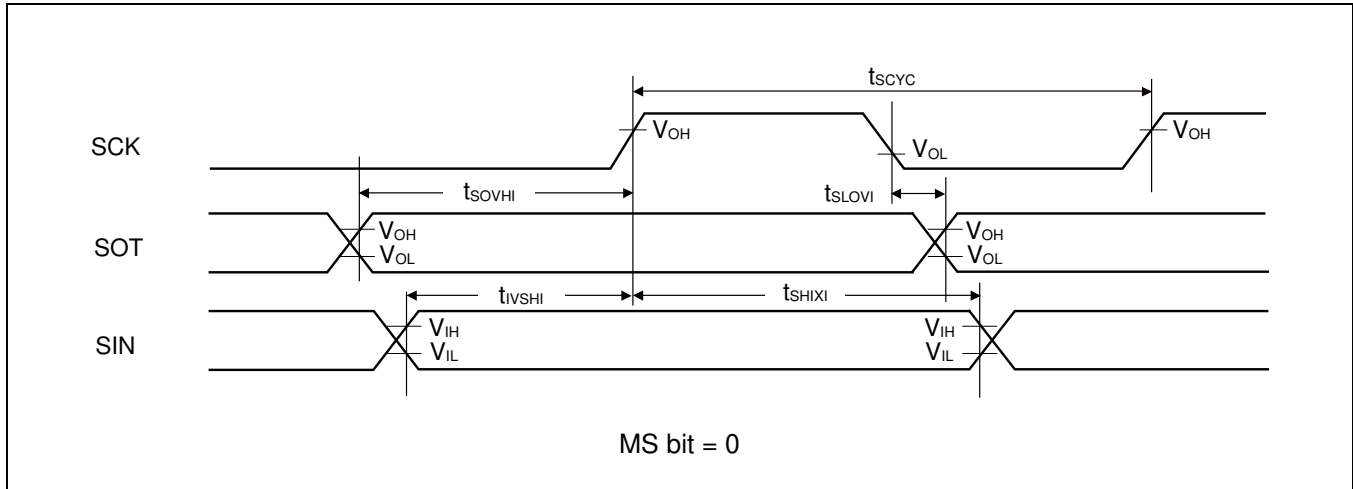 tSCYC
SCK
VOH
VOL
VOH
tSOVHI
tSLOVI
SOT
VOH
VOL
VOH
VOL
tIVSHI
tSHIXI
SIN
VIH
VIL
VIH
VIL
MS bit = 0